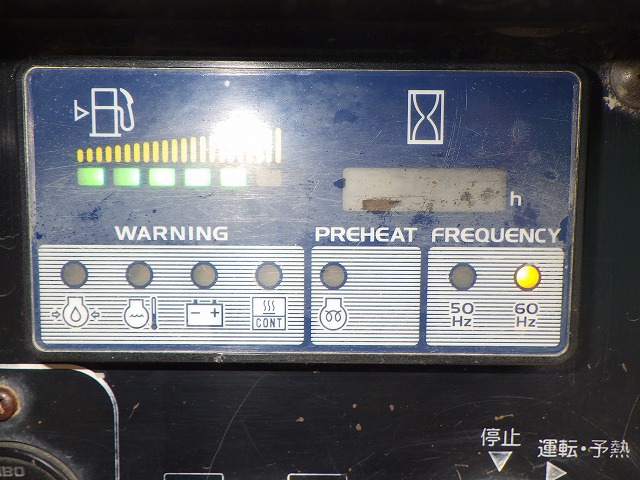 h
WARNING
PREHEAT
FREQUENCY
CONT
50
Hz
60
Hz
停止
運転・予熱